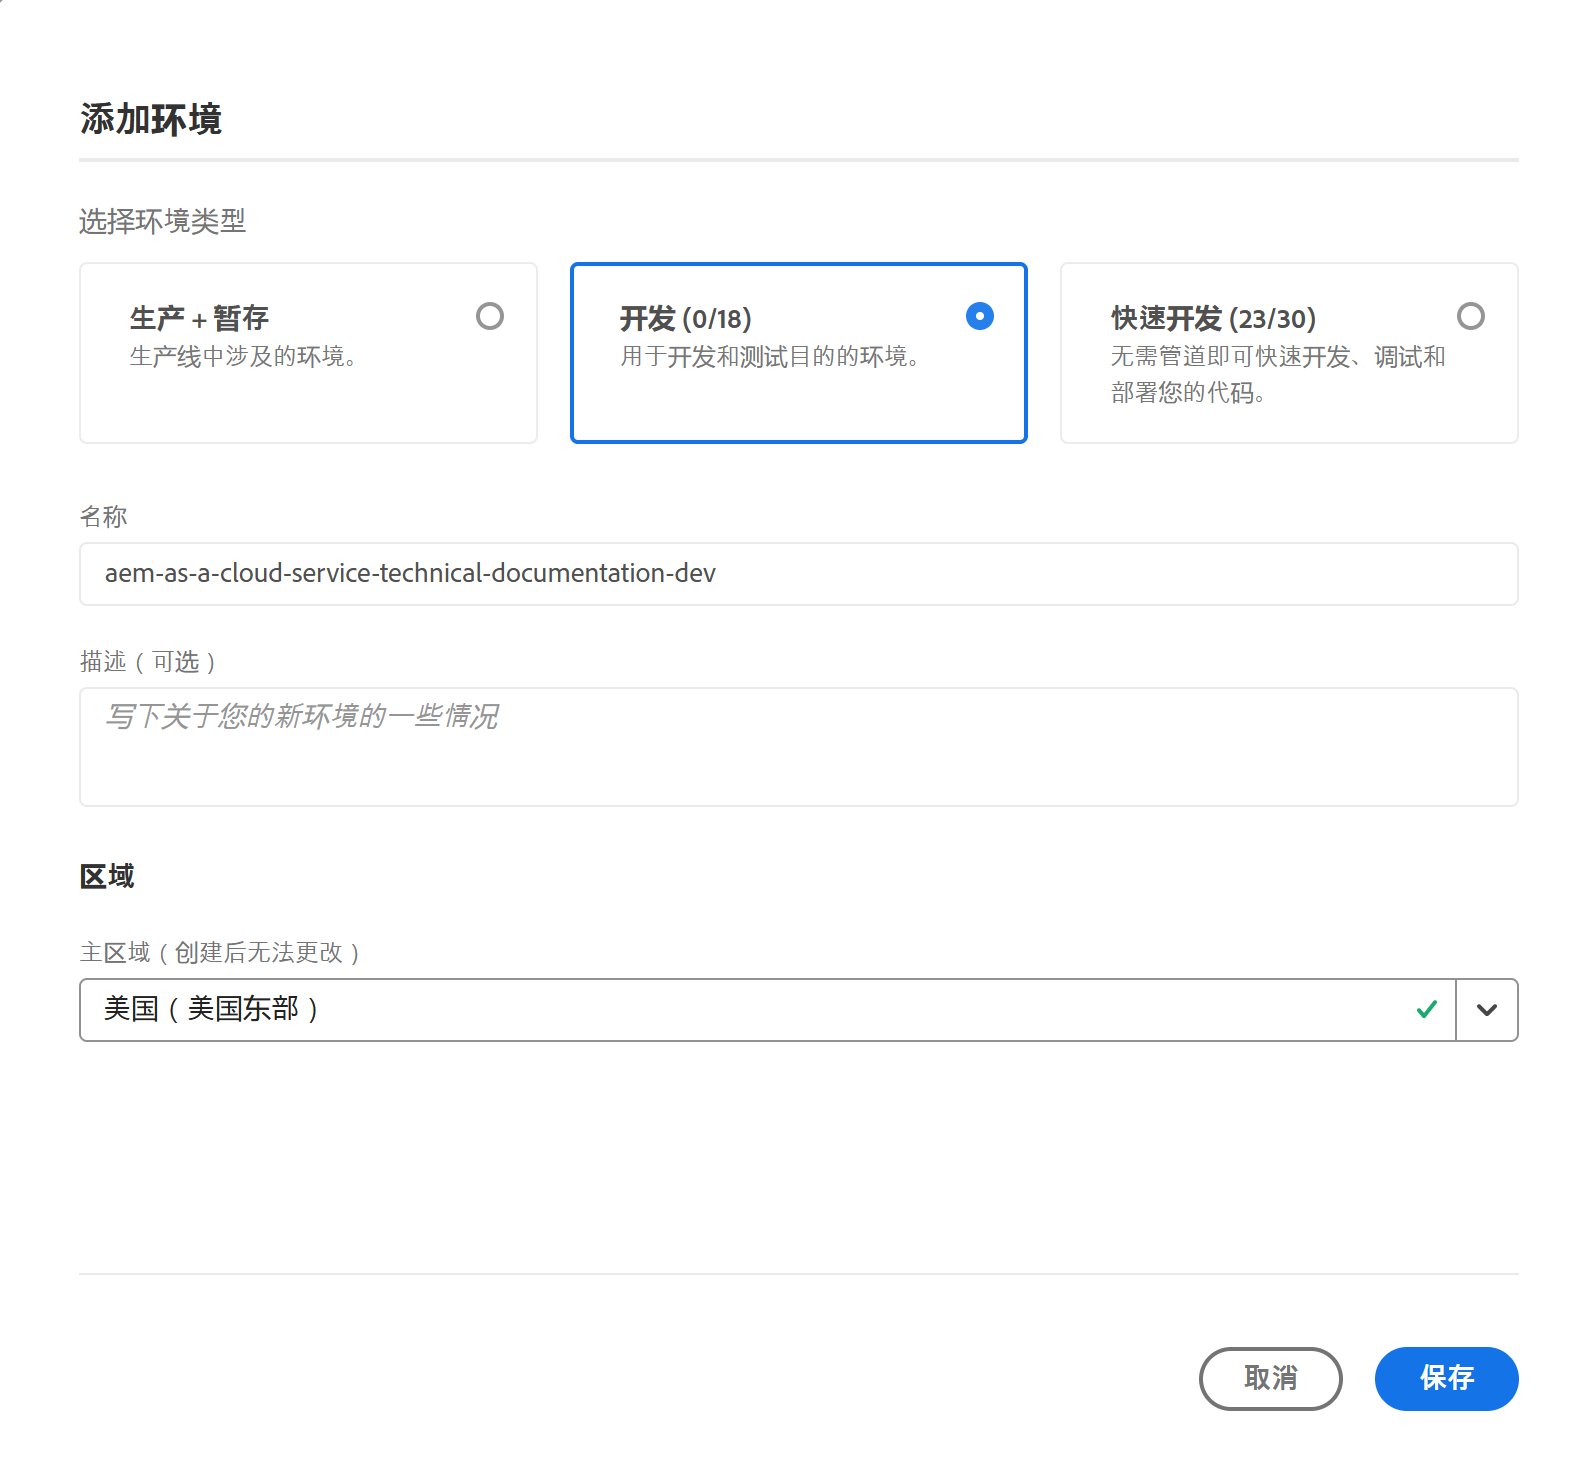 添加环境
选择环境类型
生产 + 暂存
生产线中涉及的环境。
开发 (0/18)
用于开发和测试目的的环境。
快速开发 (23/30)
无需管道即可快速开发、调试和
部署您的代码。
名称
aem-as-a-cloud-service-technical-documentation-dev
描述（可选）
写下关于您的新环境的一些情况
区域
主区域（创建后无法更改）
美国（美国东部）
取消
保存